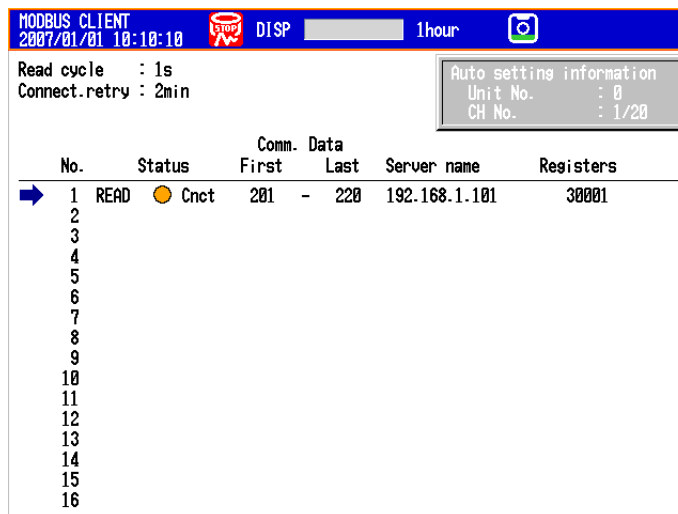 MODBUS CLIENT
2007/01/01 10:10:10 STOP DISP 1hour
Read cycle : 1s
Connect.retry : 2min
Auto setting information
Unit No. : 0
CH No. : 1/20
Comm. Data
No. Status First Last Server name Registers
1 READ Cnct 201 - 220 192.168.1.101 30001
2
3
4
5
6
7
8
9
10
11
12
13
14
15
16